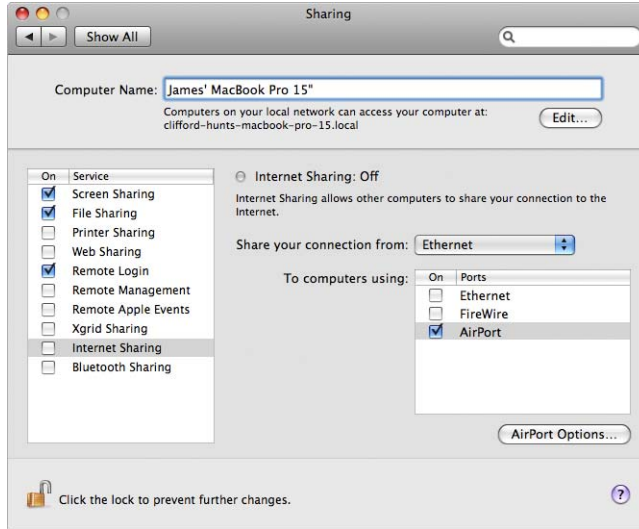 Sharing
Show All
Computer Name: James' MacBook Pro 15"
Computers on your local network can access your computer at:
clifford-hunts-macbook-pro-15.local
Edit...
On Service
Screen Sharing
File Sharing
Printer Sharing
Web Sharing
Remote Login
Remote Management
Remote Apple Events
Xgrid Sharing
Internet Sharing
Bluetooth Sharing
Internet Sharing: Off
Internet Sharing allows other computers to share your connection to the
Internet.
Share your connection from: Ethernet
To computers using:
On Ports
Ethernet
FireWire
AirPort
AirPort Options...
Click the lock to prevent further changes.
?